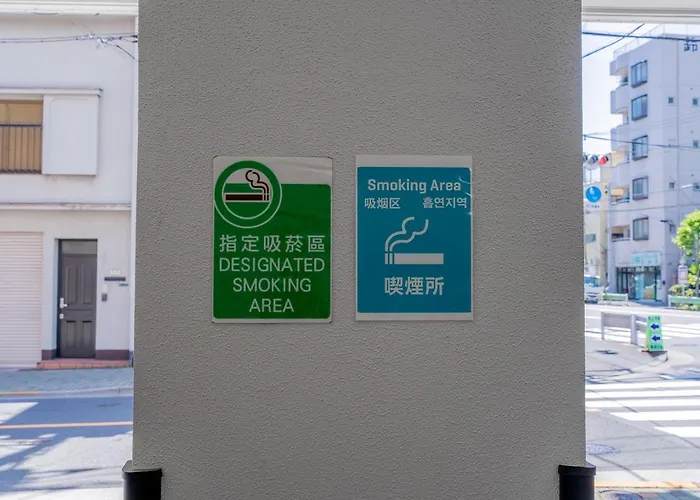 指定吸菸區
DESIGNATED
SMOKING
AREA
Smoking Area
吸烟区 흡연지역
喫煙所